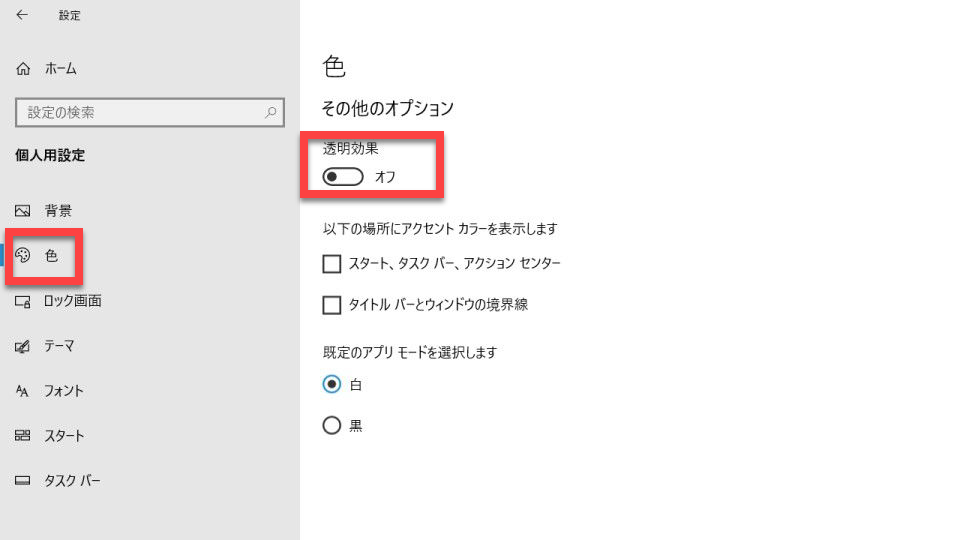 設定
ホーム
設定の検索
個人用設定
背景
色
ロック画面
テーマ
フォント
スタート
タスク バー
色
その他のオプション
透明効果
オフ
以下の場所にアクセント カラーを表示します
スタート、タスク バー、アクション センター
タイトル バーとウィンドウの境界線
既定のアプリ モードを選択します
白
黒